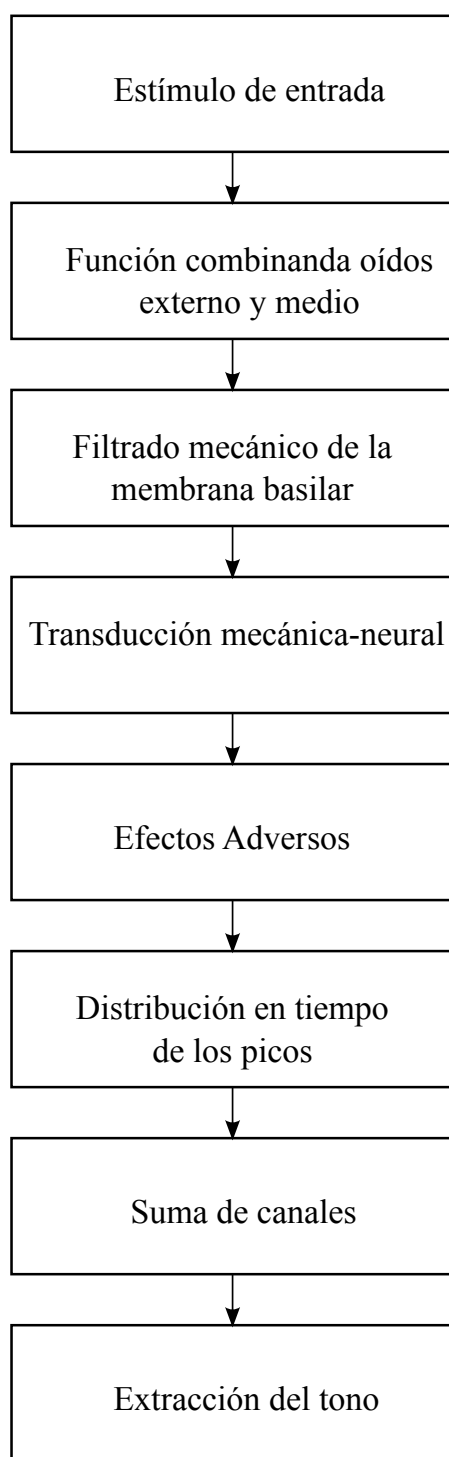 Estímulo de entrada
Función combinanda oídos
externo y medio
Filtrado mecánico de la
membrana basilar
Transducción mecánica-neural
Efectos Adversos
Distribución en tiempo
de los picos
Suma de canales
Extracción del tono